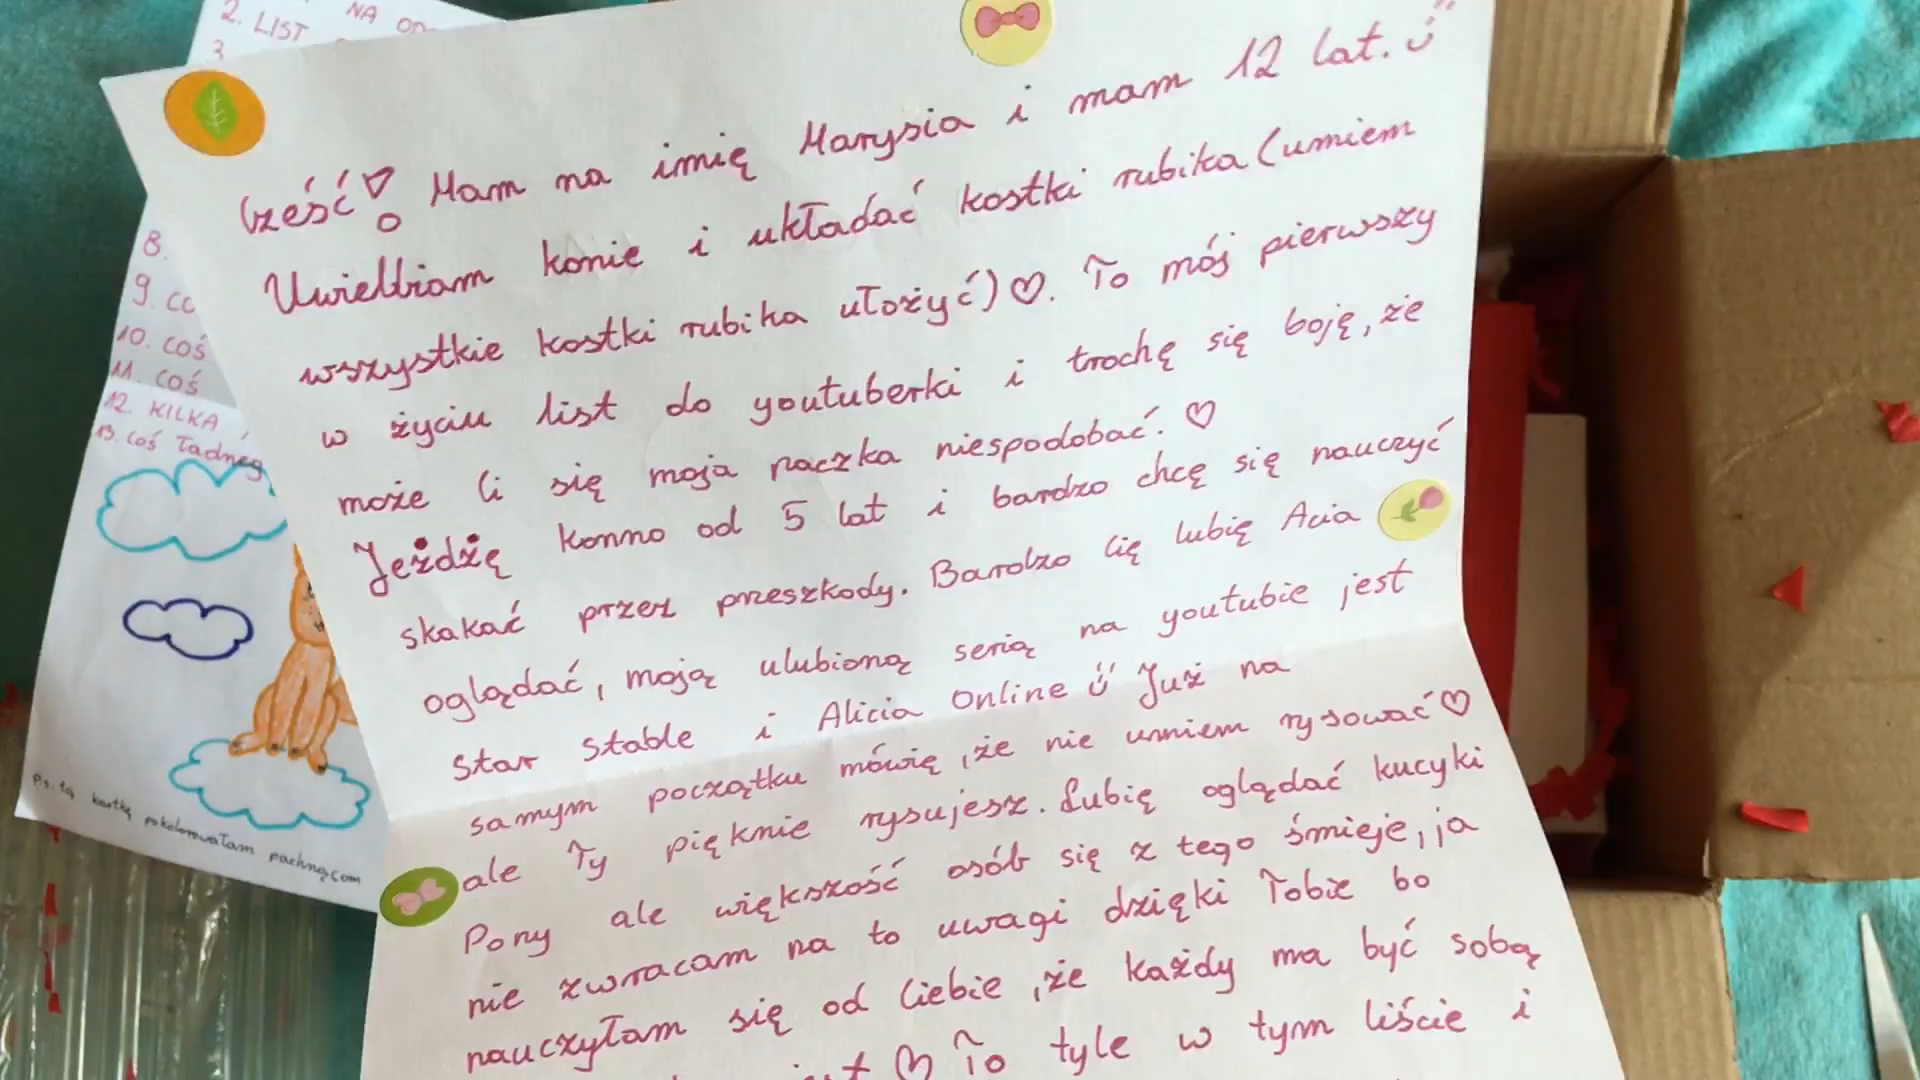 2. LIST
NA
3
8.
9. CO
10. COŚ
11. COŚ
12. KILKA
13. coś ładneg
P.s. tą kartkę pokolorowałam pachnącom
Cześć! Mam na imię Marysia i mam 12 lat.
Uwielbiam konie i układać kostki rubika (umiem
wszystkie kostki rubika ułożyć) ♡. To mój pierwszy
w życiu list do youtuberki i trochę się boję, że
może Ci się moja paczka niespodobać. ♡
Jeżdżę konno od 5 lat i bardzo chcę się nauczyć
skakać przez przeszkody. Bardzo Cię lubię Acia
oglądać, moją ulubioną serią na youtubie jest
Star Stable i Alicia Online Już na
samym początku mówię, że nie umiem rysować ♡
ale Ty pięknie rysujesz. Lubię oglądać kucyki
Pony ale większość osób się z tego śmieje, ja
nie zwracam na to uwagi dzięki Tobie bo
nauczyłam się od Ciebie, że każdy ma być sobą
♡ To tyle w tym liście i